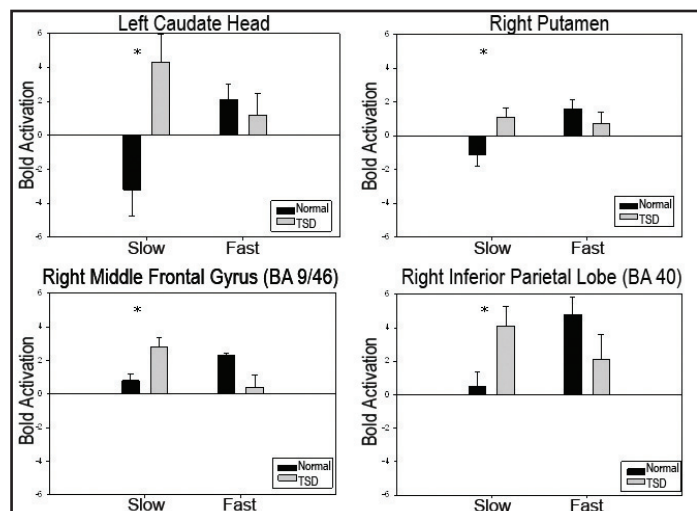 Left Caudate Head
Bold Activation
6
4
2
0
-2
-4
-6
*
Normal
TSD
Slow
Fast
Right Putamen
Bold Activation
6
4
2
0
-2
-4
-6
*
Normal
TSD
Slow
Fast
Right Middle Frontal Gyrus (BA 9/46)
Bold Activation
6
4
2
0
-2
-4
-6
*
Normal
TSD
Slow
Fast
Right Inferior Parietal Lobe (BA 40)
Bold Activation
6
4
2
0
-2
-4
-6
*
Normal
TSD
Slow
Fast